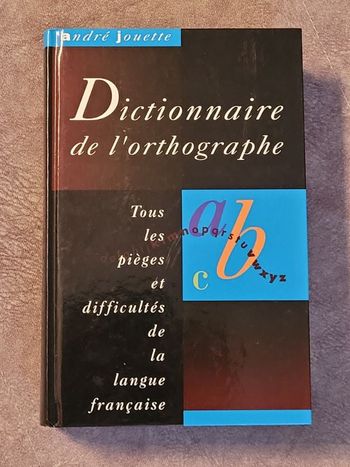 andré jouette
Dictionnaire
de l'orthographe
Tous
les
pièges
et
difficultés
de
la
langue
française
a b
c
mnopqrstuvwxyz